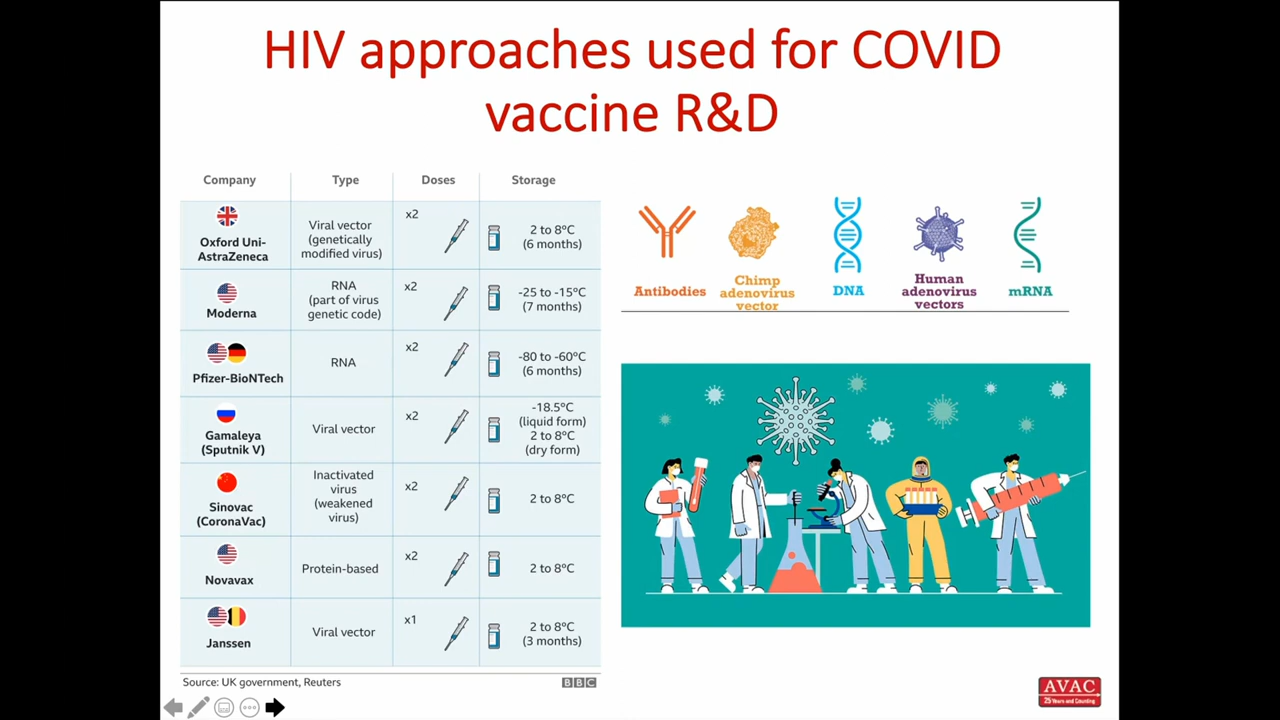 HIV approaches used for COVID
vaccine R&D
Company Type Doses Storage
Oxford Uni-
AstraZeneca
Viral vector
(genetically
modified virus)
x2
2 to 8°C
(6 months)
Moderna
RNA
(part of virus
genetic code)
x2
-25 to -15°C
(7 months)
Pfizer-BioNTech
RNA
x2
-80 to -60°C
(6 months)
Gamaleya
(Sputnik V)
Viral vector
x2
-18.5°C
(liquid form)
2 to 8°C
(dry form)
Sinovac
(CoronaVac)
Inactivated
virus
(weakened
virus)
x2
2 to 8°C
Novavax
Protein-based
x2
2 to 8°C
Janssen
Viral vector
x1
2 to 8°C
(3 months)
Source: UK government, Reuters
BBC
Antibodies
Chimp
adenovirus
vector
DNA
Human
adenovirus
vectors
mRNA
AVAC
25 Years and Counting